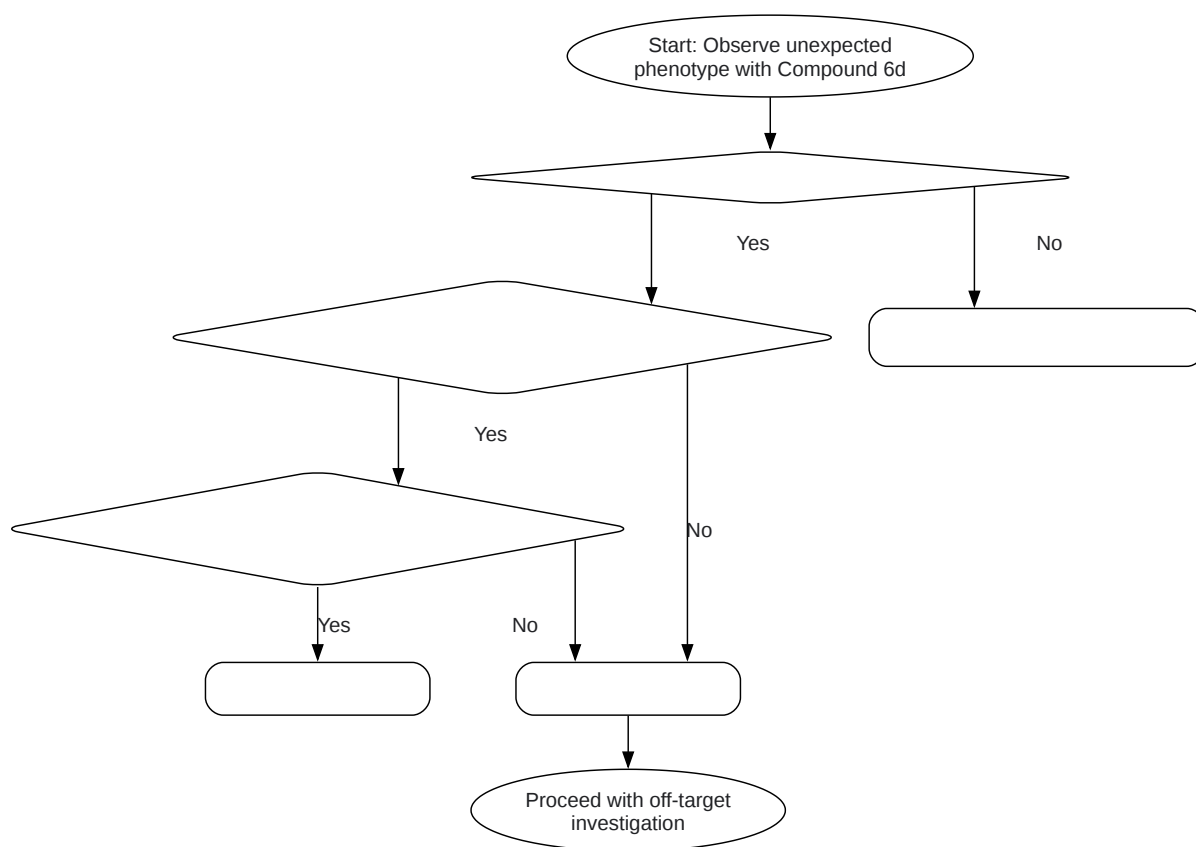 Start: Observe unexpected
phenotype with Compound 6d
Yes
No
Yes
No
Yes
No
Proceed with off-target
investigation